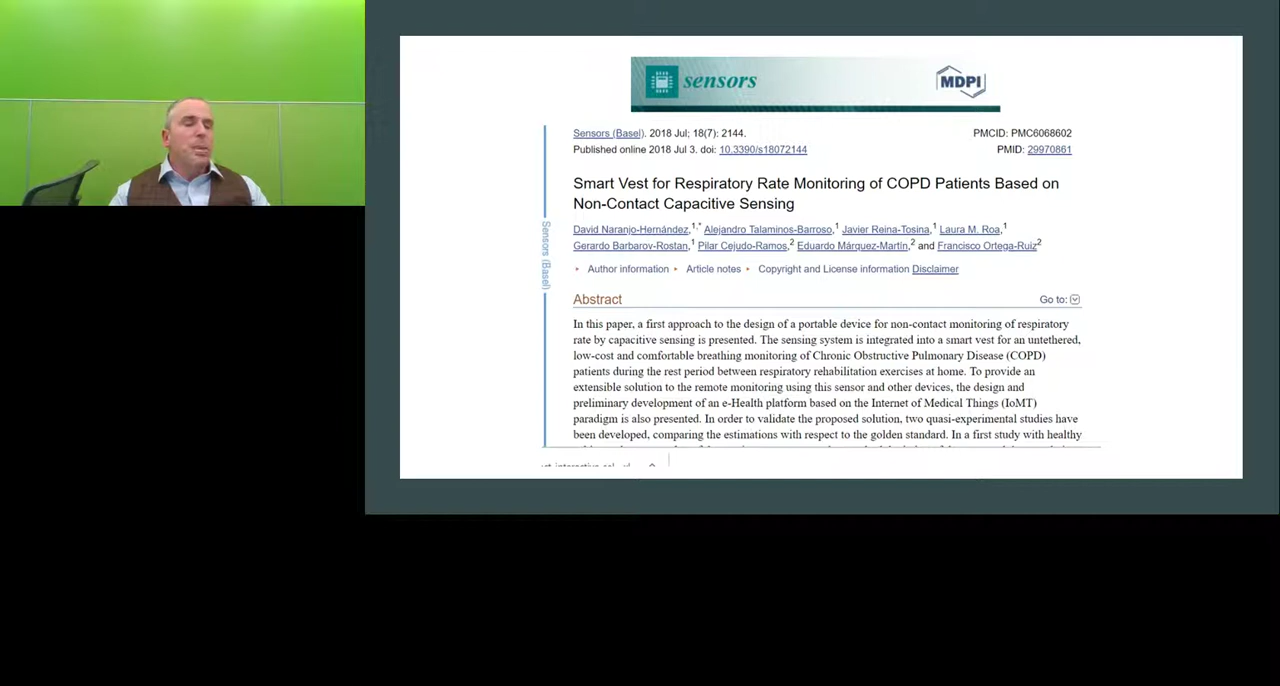 sensors
MDPI
Sensors (Basel). 2018 Jul; 18(7): 2144.
PMCID: PMC6068602
Published online 2018 Jul 3. doi: 10.3390/s18072144
PMID: 29970861
Smart Vest for Respiratory Rate Monitoring of COPD Patients Based on
Non-Contact Capacitive Sensing
David Naranjo-Hernández,1,* Alejandro Talaminos-Barroso,1 Javier Reina-Tosina,1 Laura M. Roa,1
Gerardo Barbarov-Rostan,1 Pilar Cejudo-Ramos,2 Eduardo Márquez-Martín,2 and Francisco Ortega-Ruiz2
Author information Article notes Copyright and License information Disclaimer
Sensors (Basel)
Abstract
Go to:
In this paper, a first approach to the design of a portable device for non-contact monitoring of respiratory
rate by capacitive sensing is presented. The sensing system is integrated into a smart vest for an untethered,
low-cost and comfortable breathing monitoring of Chronic Obstructive Pulmonary Disease (COPD)
patients during the rest period between respiratory rehabilitation exercises at home. To provide an
extensible solution to the remote monitoring using this sensor and other devices, the design and
preliminary development of an e-Health platform based on the Internet of Medical Things (IoMT)
paradigm is also presented. In order to validate the proposed solution, two quasi-experimental studies have
been developed, comparing the estimations with respect to the golden standard. In a first study with healthy